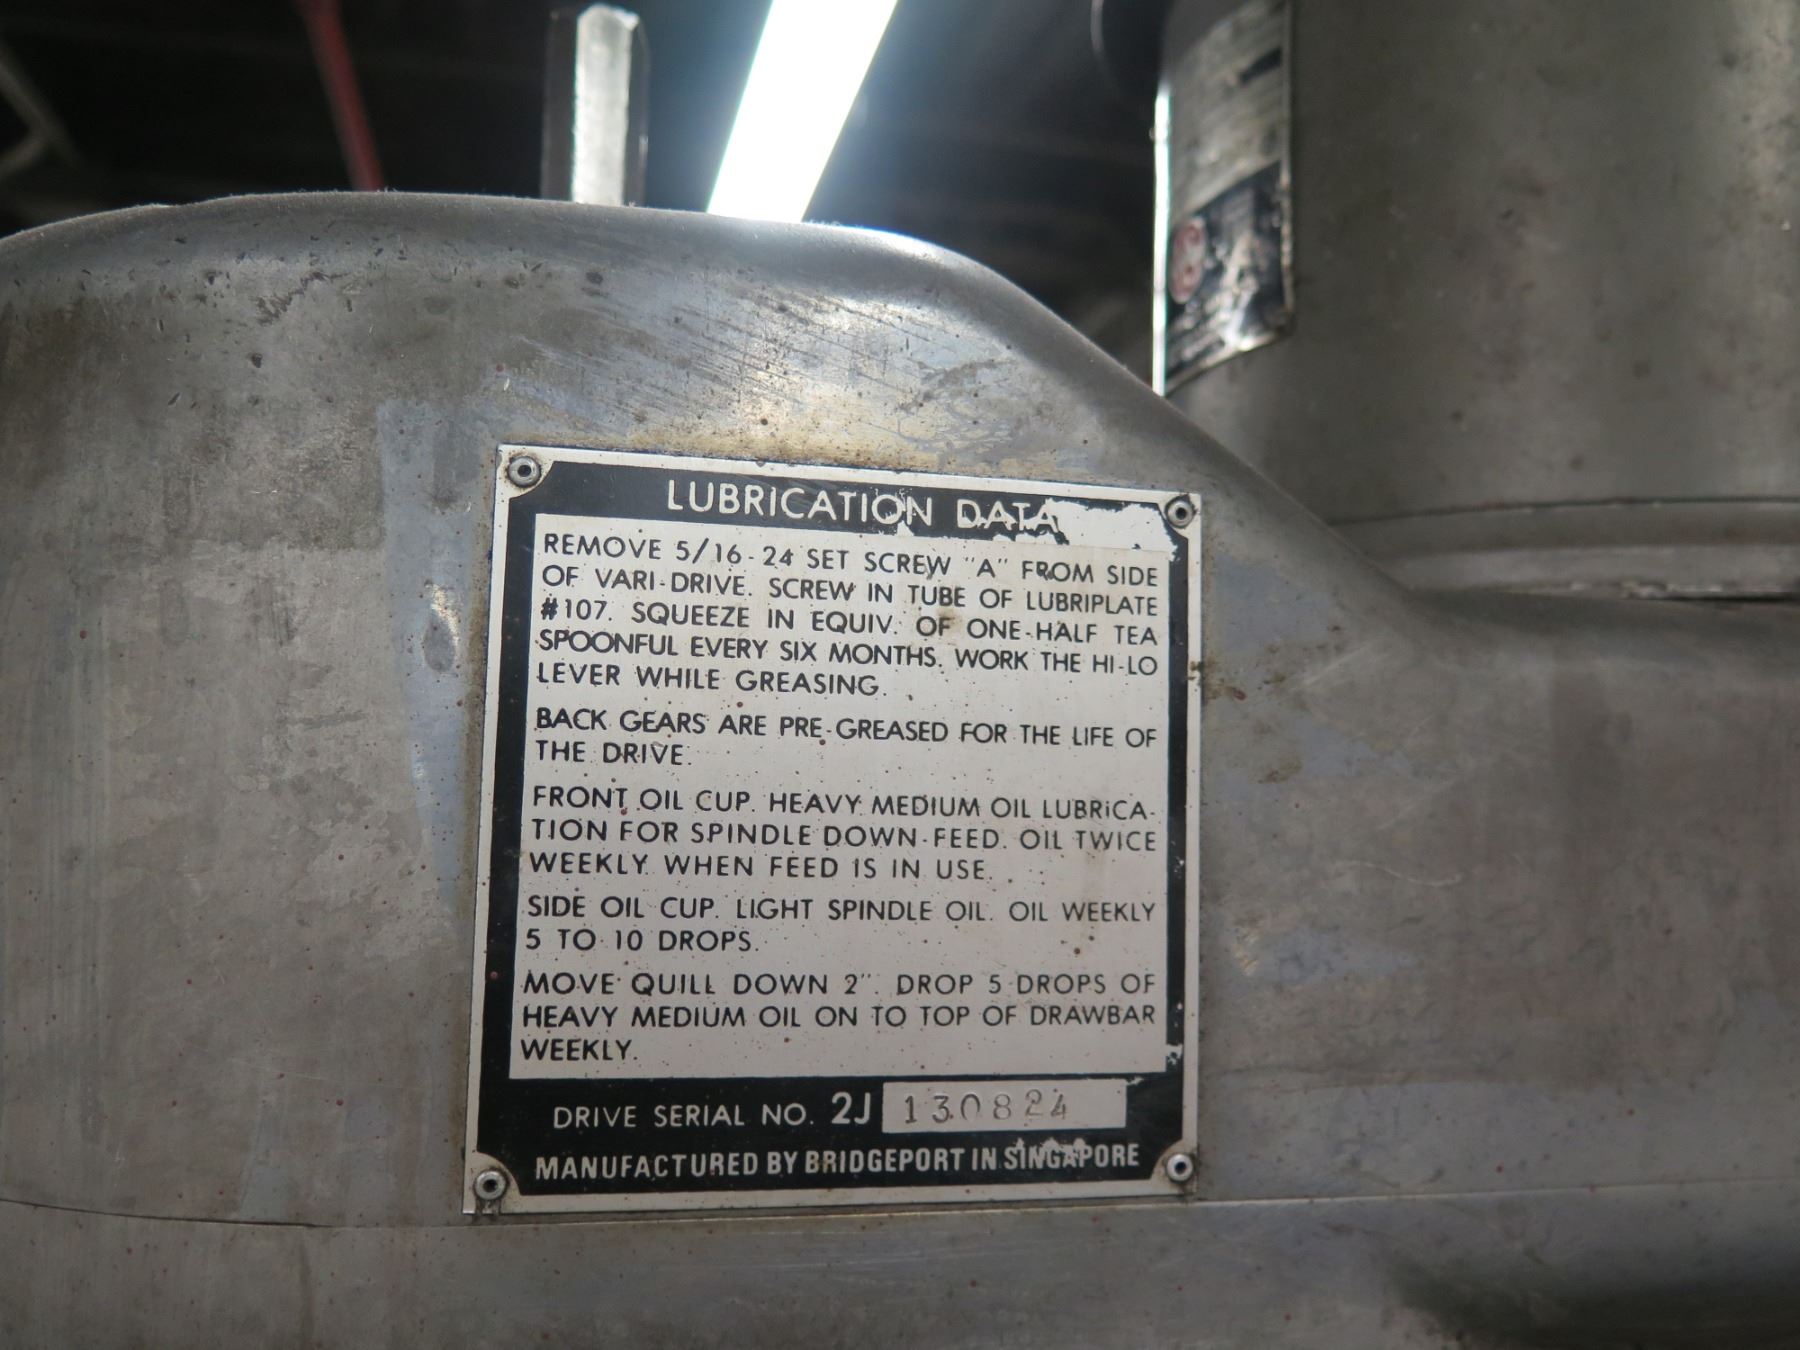 LUBRICATION DATA
REMOVE 5/16-24 SET SCREW "A" FROM SIDE
OF VARI-DRIVE. SCREW IN TUBE OF LUBRIPLATE
#107. SQUEEZE IN EQUIV. OF ONE-HALF TEA
SPOONFUL EVERY SIX MONTHS. WORK THE HI-LO
LEVER WHILE GREASING.
BACK GEARS ARE PRE-GREASED FOR THE LIFE OF
THE DRIVE.
FRONT OIL CUP. HEAVY MEDIUM OIL LUBRICA-
TION FOR SPINDLE DOWN-FEED. OIL TWICE
WEEKLY WHEN FEED IS IN USE.
SIDE OIL CUP. LIGHT SPINDLE OIL. OIL WEEKLY
5 TO 10 DROPS.
MOVE QUILL DOWN 2". DROP 5 DROPS OF
HEAVY MEDIUM OIL ON TO TOP OF DRAWBAR
WEEKLY.
DRIVE SERIAL NO. 2J 130824
MANUFACTURED BY BRIDGEPORT IN SINGAPORE